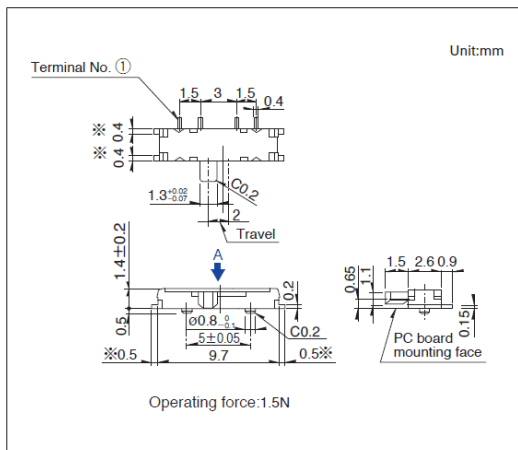 Unit:mm
Terminal No. ①
1.5 3 1.5
0.4
※ 0.4
※ 0.4
C0.2
1.3 +0.02 -0.07
2
Travel
A
1.4±0.2
0.2
0.5
ø0.8 0 -0.1
C0.2
5±0.05
※0.5 9.7 0.5※
1.5 2.6 0.9
0.65
1.1
0.15
PC board
mounting face
Operating force:1.5N